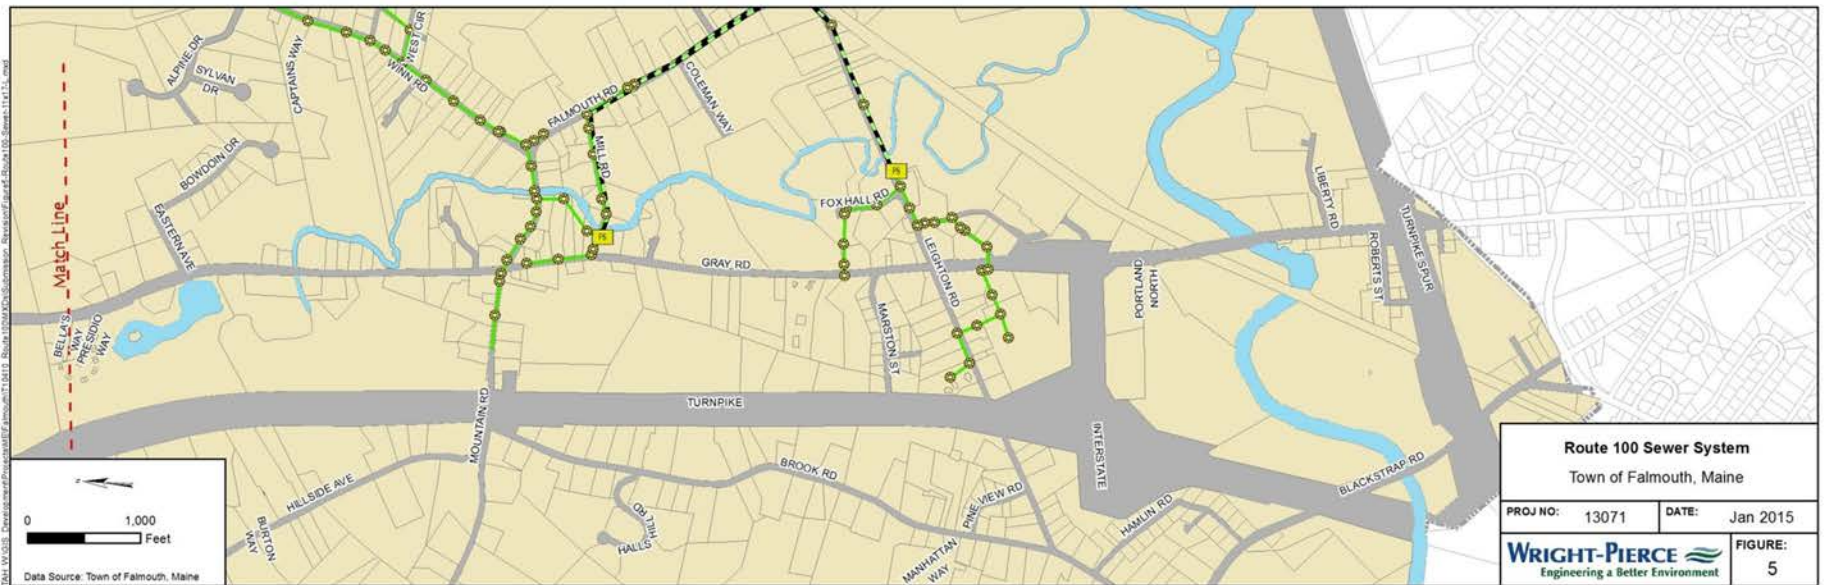 ALPINE DR
SYLVAN
DR
CAPTAINS WAY
WEST CIR
WINN RD
BOWDOIN DR
EASTERN AVE
Match Line
BELLA'S
WAY
PRESIDIO
WAY
FALMOUTH RD
MILL RD
COLEMAN WAY
PS
GRAY RD
FOXHALL RD
PS
LEIGHTON RD
MARSTON ST
PORTLAND
NORTH
LIBERTY RD
ROBERTS ST
TURNPIKE SPUR
TURNPIKE
MOUNTAIN RD
HILLSIDE AVE
BURTON
WAY
HALLS
HILL RD
BROOK RD
PINE VIEW RD
MANHATTAN
WAY
INTERSTATE
HAMLIN RD
BLACKSTRAP RD
0 1,000
Feet
Data Source: Town of Falmouth, Maine
Route 100 Sewer System
Town of Falmouth, Maine
PROJ NO: 13071 DATE: Jan 2015
WRIGHT-PIERCE
Engineering a Better Environment
FIGURE:
5